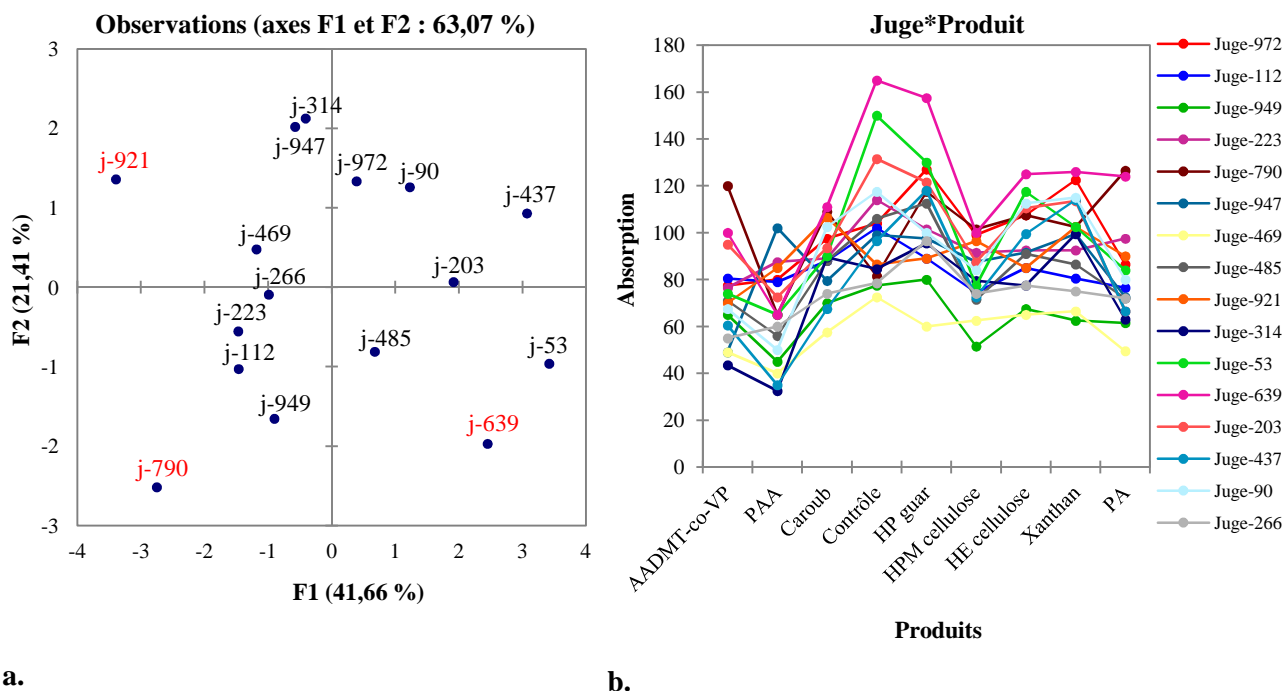 Observations (axes F1 et F2 : 63,07 %)
3
2
1
0
-1
-2
-3
F2 (21,41 %)
j-314
j-947
j-921
j-972
j-90
j-437
j-469
j-266
j-203
j-223
j-112
j-485
j-53
j-949
j-639
j-790
-4 -3 -2 -1 0 1 2 3 4
F1 (41,66 %)
a.
Juge*Produit
180
160
140
120
100
80
60
40
20
0
Absorption
AADMT-co-VP
PAA
Caroub
Contrôle
HP guar
HPM cellulose
HE cellulose
Xanthan
PA
Produits
Juge-972
Juge-112
Juge-949
Juge-223
Juge-790
Juge-947
Juge-469
Juge-485
Juge-921
Juge-314
Juge-53
Juge-639
Juge-203
Juge-437
Juge-90
Juge-266
b.